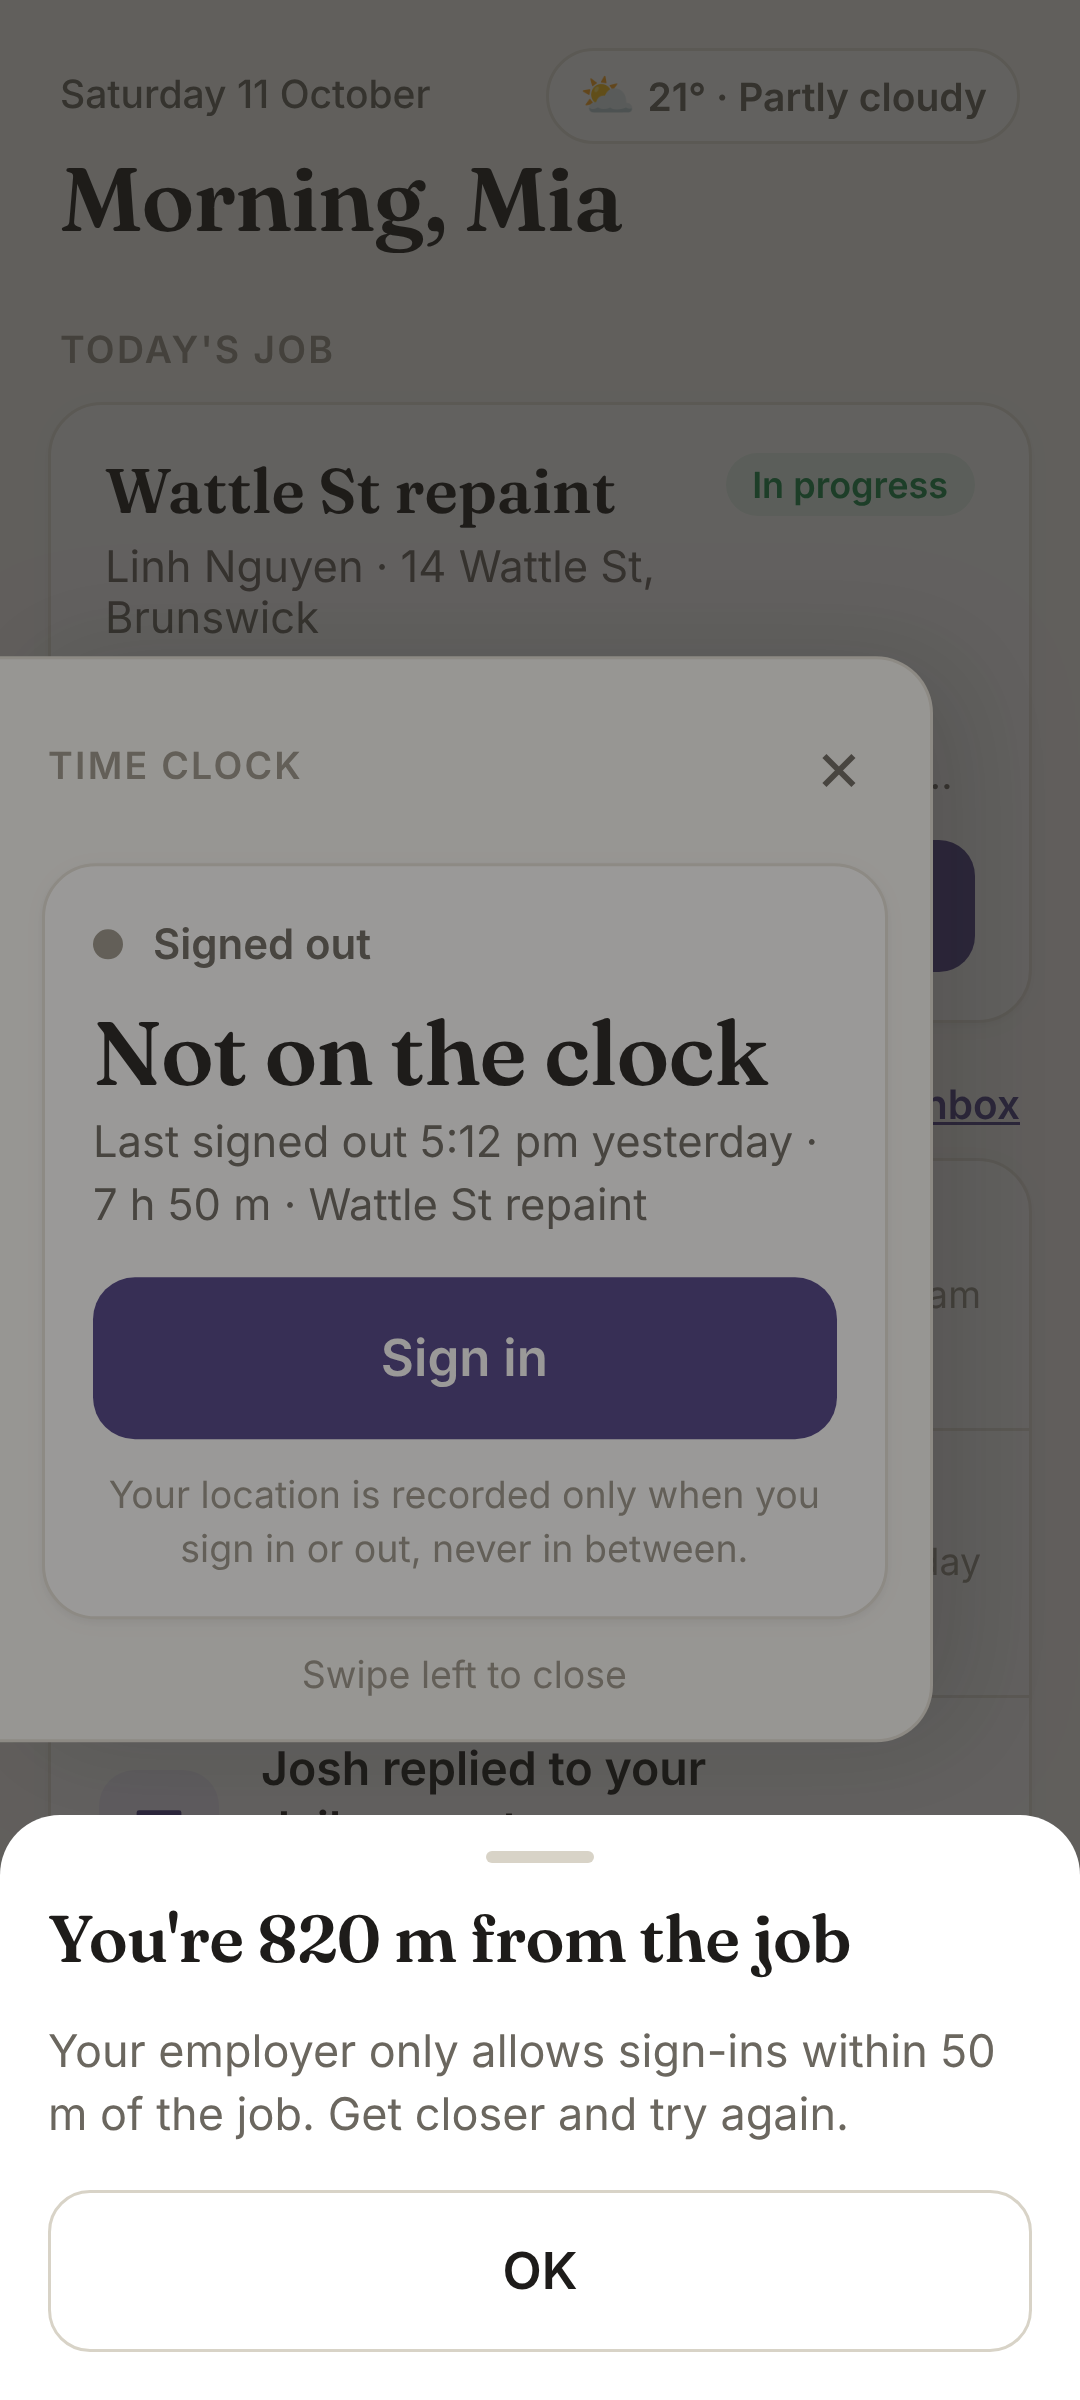 Saturday 11 October
21° · Partly cloudy
Morning, Mia
TODAY'S JOB
Wattle St repaint
In progress
Linh Nguyen · 14 Wattle St,
Brunswick
TIME CLOCK
Signed out
Not on the clock
Last signed out 5:12 pm yesterday ·
7 h 50 m · Wattle St repaint
Sign in
Your location is recorded only when you
sign in or out, never in between.
Swipe left to close
Josh replied to your
You're 820 m from the job
Your employer only allows sign-ins within 50
m of the job. Get closer and try again.
OK